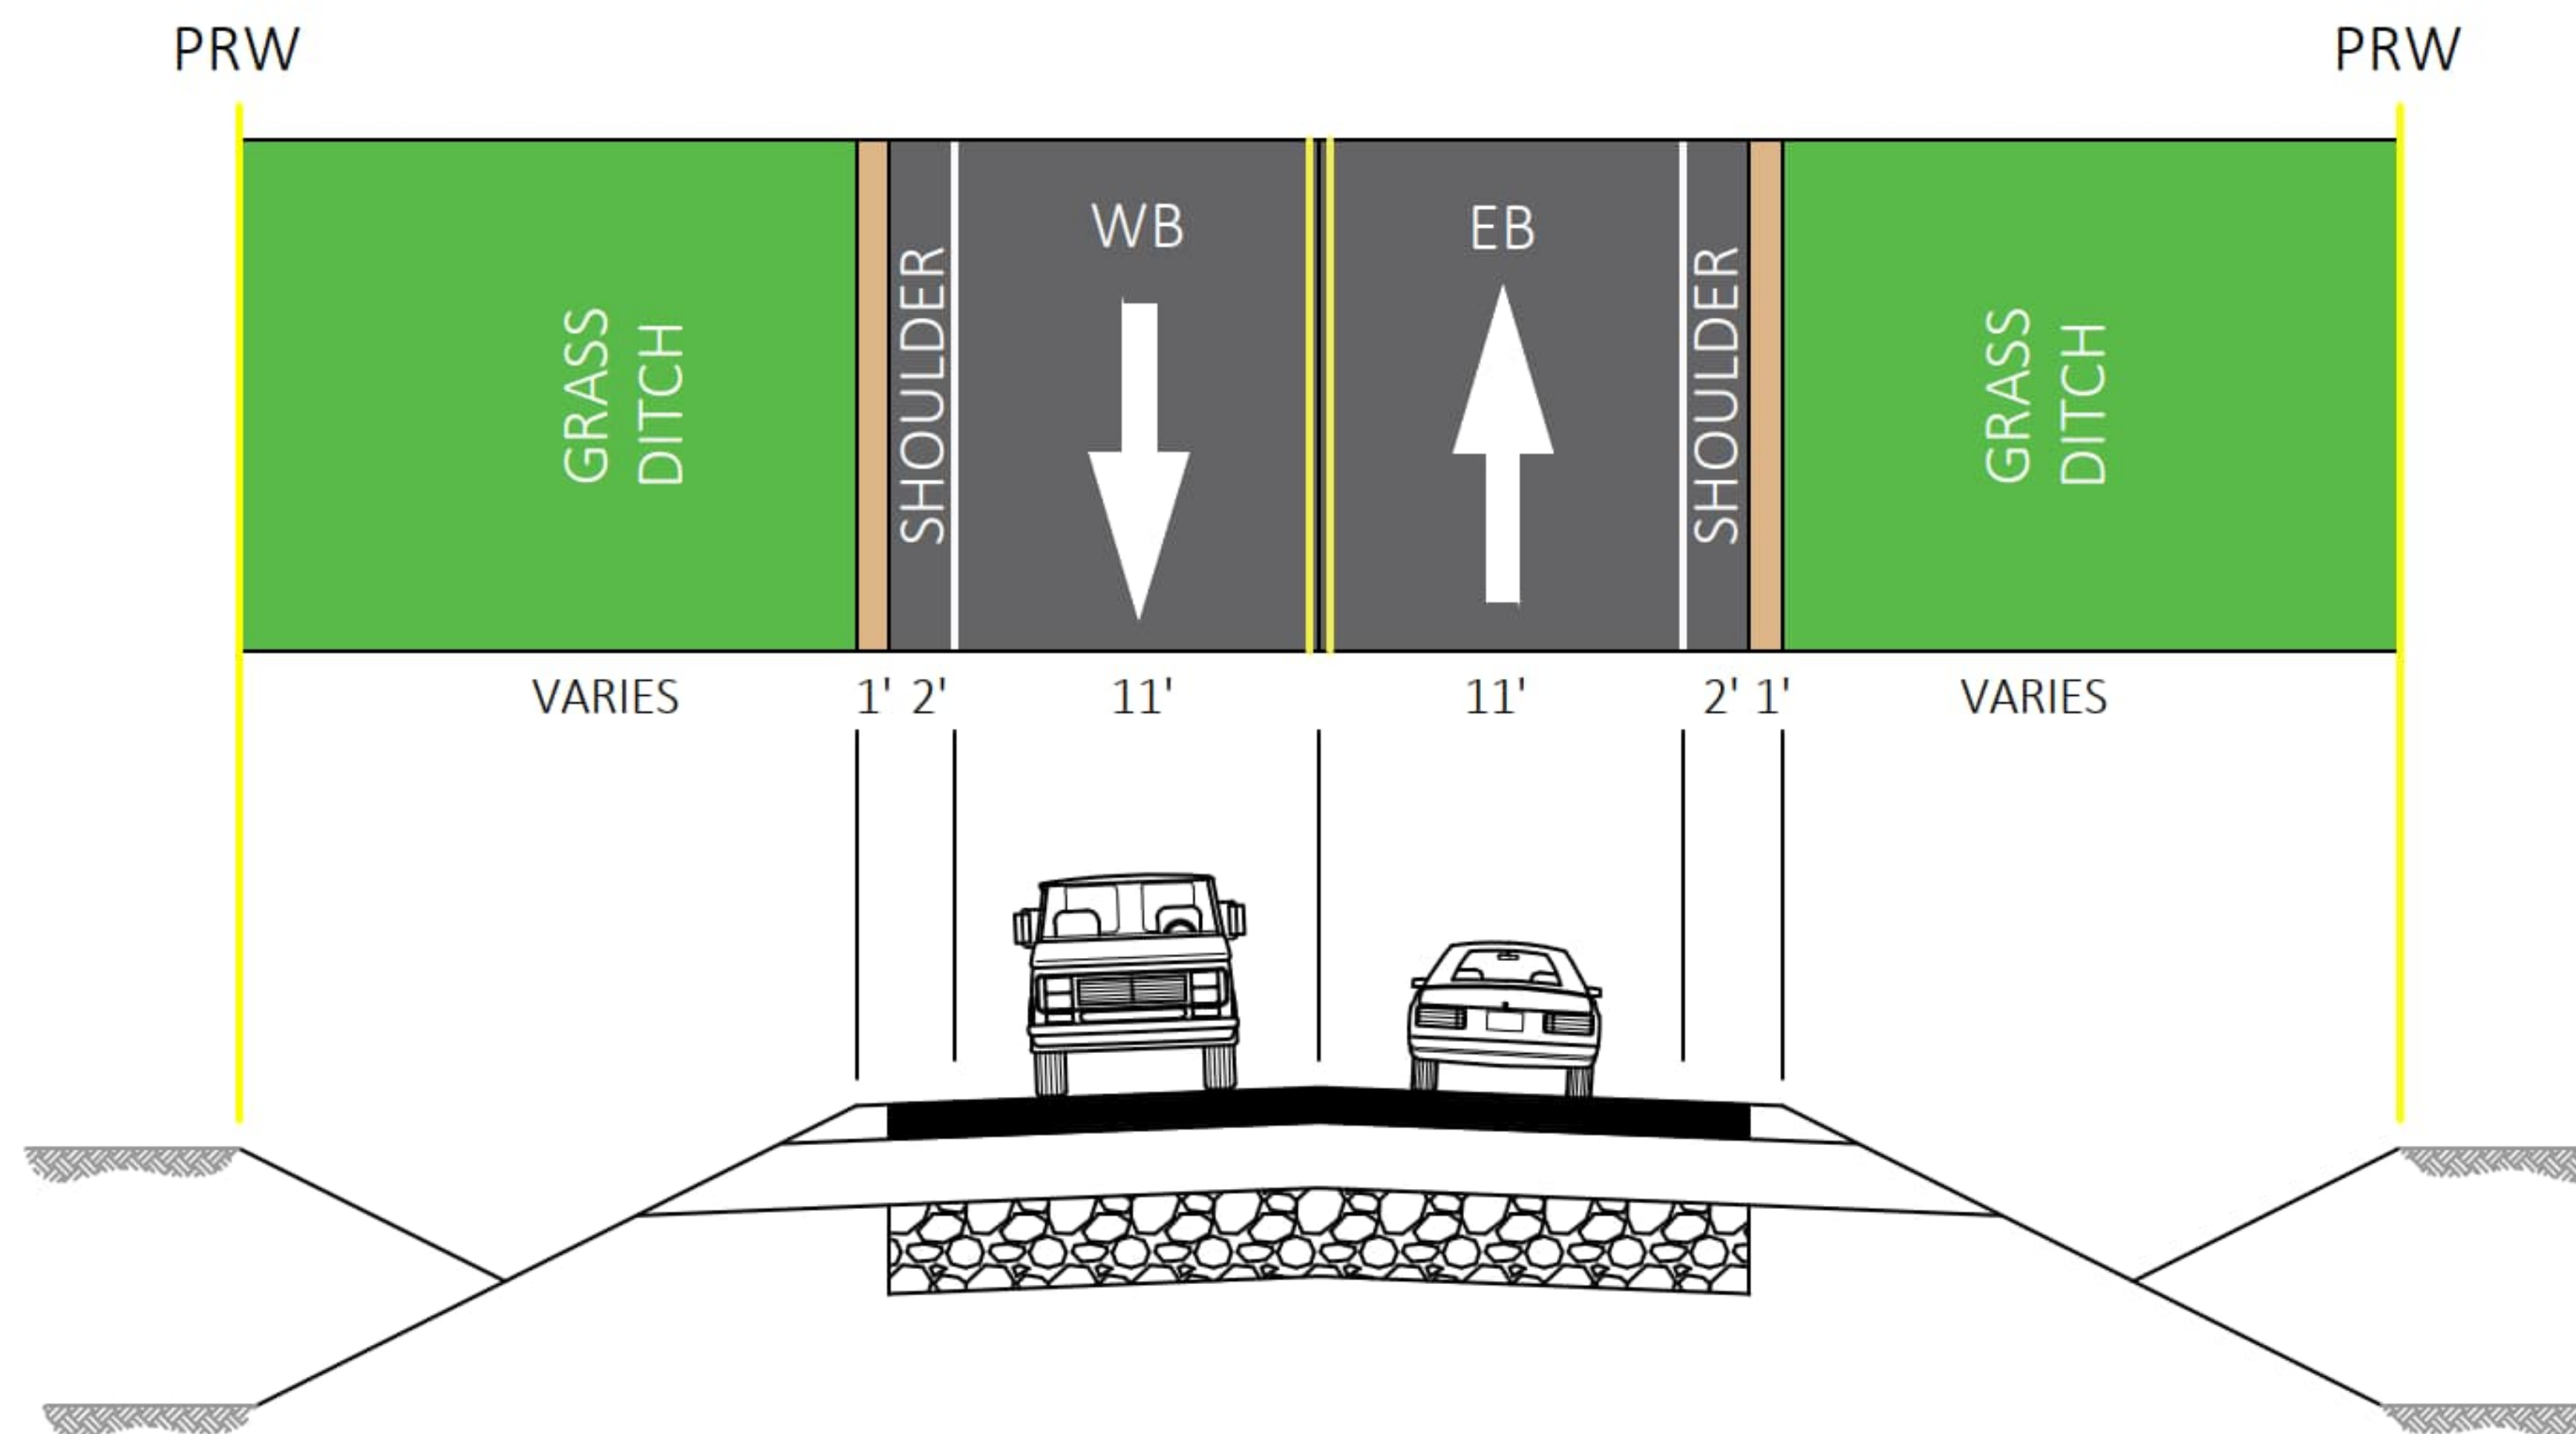 PRW
PRW
GRASS
DITCH
SHOULDER
WB
EB
SHOULDER
GRASS
DITCH
VARIES
1' 2'
11'
11'
2' 1'
VARIES